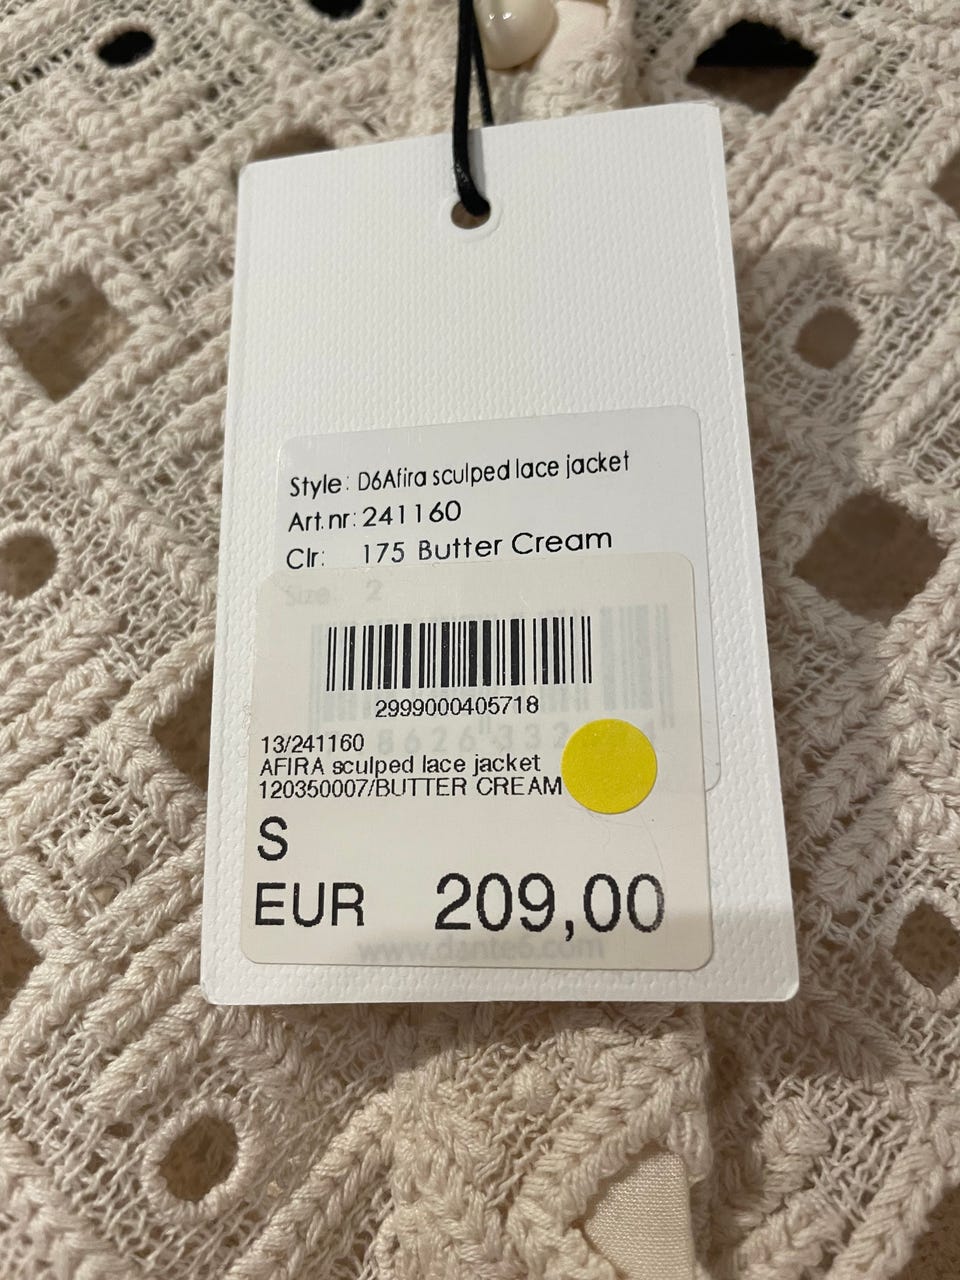 Style: D6Afira sculped lace jacket
Art.nr: 241160
Clr: 175 Butter Cream
Size 2
2999000405718
13/241160
AFIRA sculped lace jacket
120350007/BUTTER CREAM
S
EUR 209,00
www.dante6.com